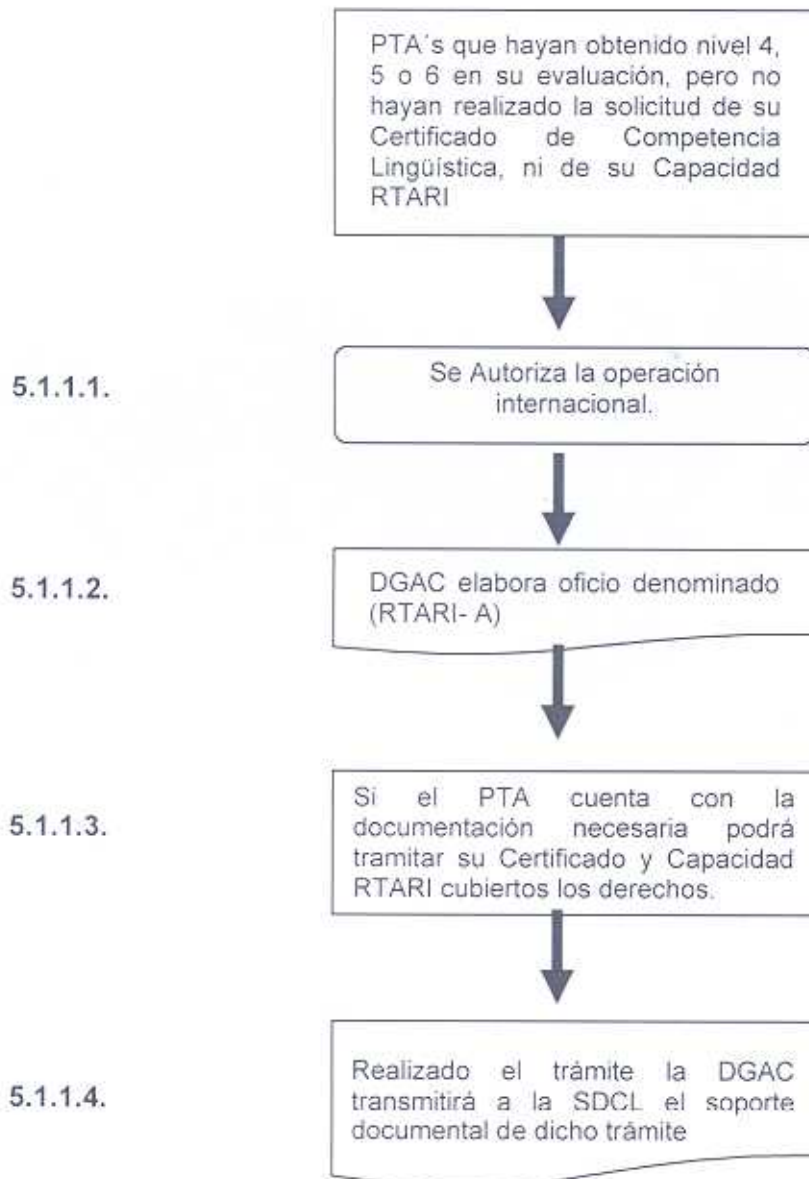 PTA´s que hayan obtenido nivel 4,
5 o 6 en su evaluación, pero no
hayan realizado la solicitud de su
Certificado de Competencia
Lingüística, ni de su Capacidad
RTARI
5.1.1.1.
Se Autoriza la operación
internacional.
5.1.1.2.
DGAC elabora oficio denominado
(RTARI- A)
5.1.1.3.
Si el PTA cuenta con la
documentación necesaria podrá
tramitar su Certificado y Capacidad
RTARI cubiertos los derechos.
5.1.1.4.
Realizado el trámite la DGAC
transmitirá a la SDCL el soporte
documental de dicho trámite